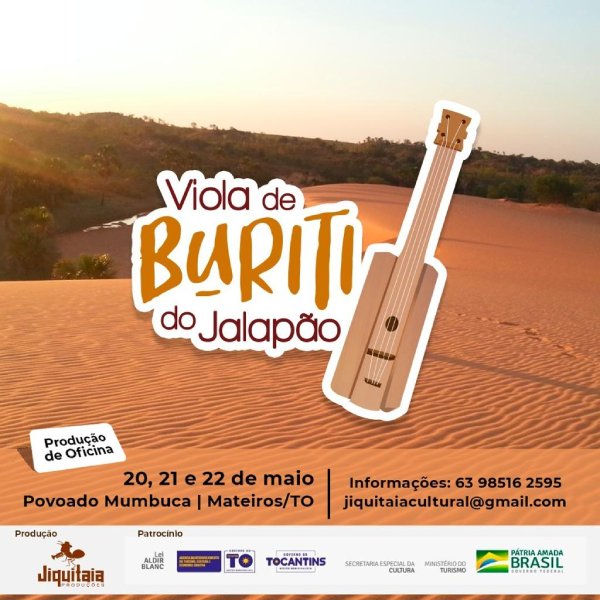 Viola de
BURITI
do Jalapão
Produção
de Oficina
20, 21 e 22 de maio
Povoado Mumbuca | Mateiros/TO
Informações: 63 98516 2595
jiquitaiacultural@gmail.com
Produção
Patrocínio
Jiquitaia
PRODUÇÕES
Lei
ALDIR
BLANC
TO
GOVERNO DO
TOCANTINS
SECRETARIA ESPECIAL DA
CULTURA
MINISTÉRIO DO
TURISMO
PÁTRIA AMADA
BRASIL
GOVERNO FEDERAL